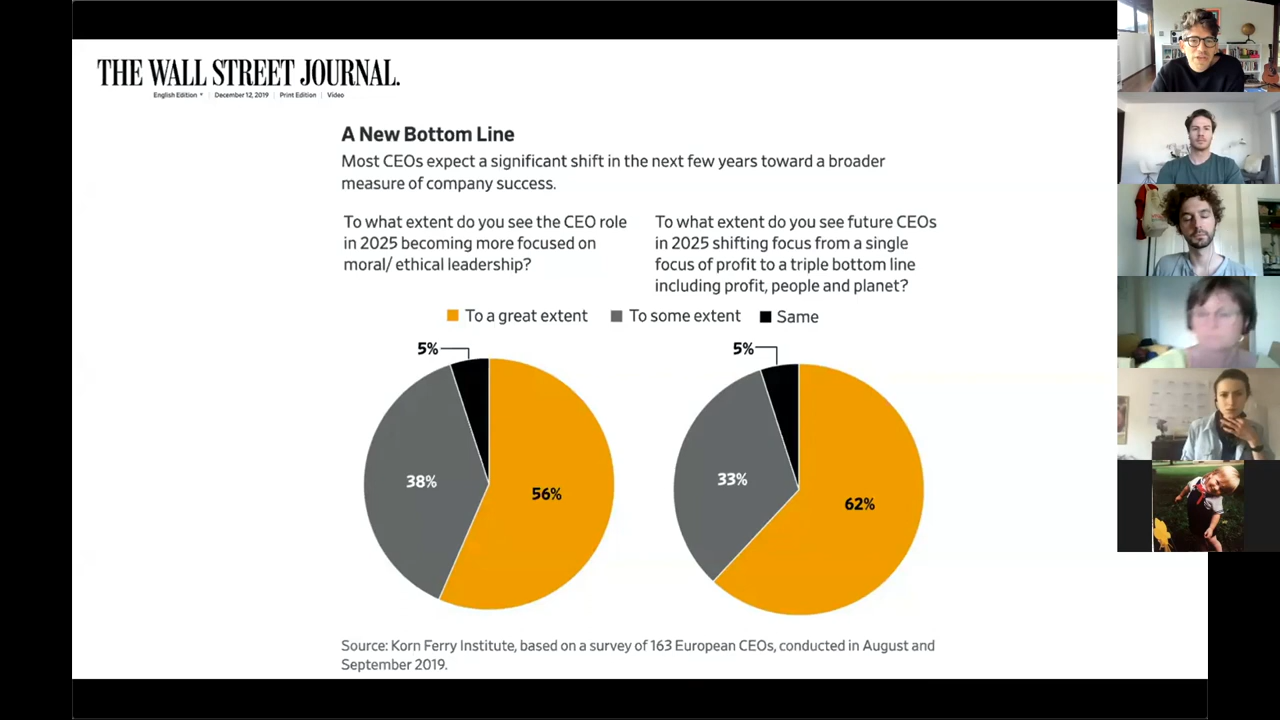 THE WALL STREET JOURNAL.
English Edition ▾ | December 12, 2019 | Print Edition | Video
A New Bottom Line
Most CEOs expect a significant shift in the next few years toward a broader
measure of company success.
To what extent do you see the CEO role
in 2025 becoming more focused on
moral/ ethical leadership?
To what extent do you see future CEOs
in 2025 shifting focus from a single
focus of profit to a triple bottom line
including profit, people and planet?
To a great extent
To some extent
Same
5%
38%
56%
5%
33%
62%
Source: Korn Ferry Institute, based on a survey of 163 European CEOs, conducted in August and
September 2019.